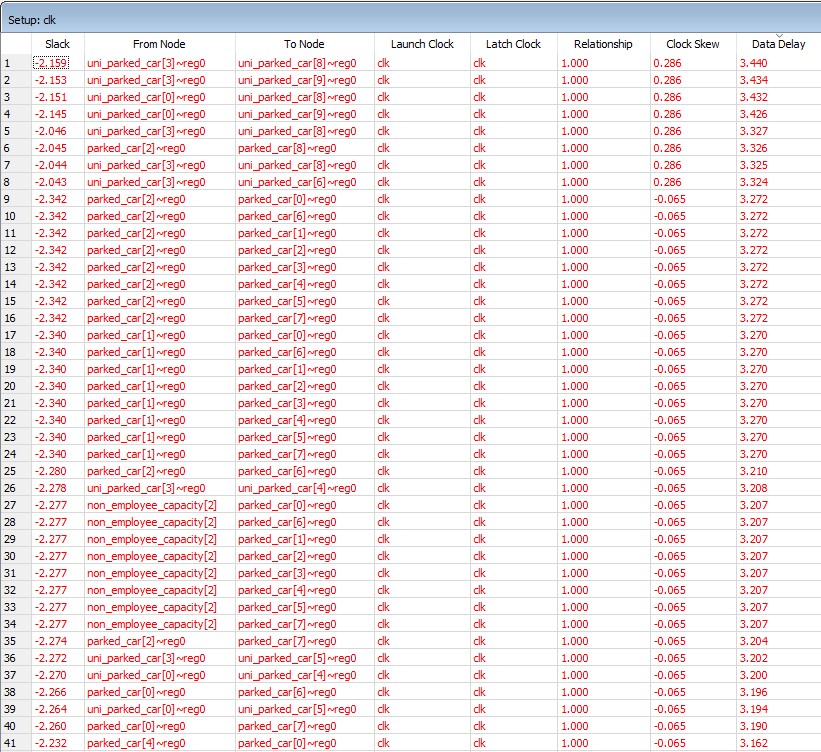 Setup: clk
Slack From Node To Node Launch Clock Latch Clock Relationship Clock Skew Data Delay
1 -2.159 uni_parked_car[3]~reg0 uni_parked_car[8]~reg0 clk clk 1.000 0.286 3.440
2 -2.153 uni_parked_car[3]~reg0 uni_parked_car[9]~reg0 clk clk 1.000 0.286 3.434
3 -2.151 uni_parked_car[0]~reg0 uni_parked_car[8]~reg0 clk clk 1.000 0.286 3.432
4 -2.145 uni_parked_car[0]~reg0 uni_parked_car[9]~reg0 clk clk 1.000 0.286 3.426
5 -2.046 uni_parked_car[3]~reg0 uni_parked_car[8]~reg0 clk clk 1.000 0.286 3.327
6 -2.045 parked_car[2]~reg0 parked_car[8]~reg0 clk clk 1.000 0.286 3.326
7 -2.044 uni_parked_car[3]~reg0 uni_parked_car[8]~reg0 clk clk 1.000 0.286 3.325
8 -2.043 uni_parked_car[3]~reg0 uni_parked_car[6]~reg0 clk clk 1.000 0.286 3.324
9 -2.342 parked_car[2]~reg0 parked_car[0]~reg0 clk clk 1.000 -0.065 3.272
10 -2.342 parked_car[2]~reg0 parked_car[6]~reg0 clk clk 1.000 -0.065 3.272
11 -2.342 parked_car[2]~reg0 parked_car[1]~reg0 clk clk 1.000 -0.065 3.272
12 -2.342 parked_car[2]~reg0 parked_car[2]~reg0 clk clk 1.000 -0.065 3.272
13 -2.342 parked_car[2]~reg0 parked_car[3]~reg0 clk clk 1.000 -0.065 3.272
14 -2.342 parked_car[2]~reg0 parked_car[4]~reg0 clk clk 1.000 -0.065 3.272
15 -2.342 parked_car[2]~reg0 parked_car[5]~reg0 clk clk 1.000 -0.065 3.272
16 -2.342 parked_car[2]~reg0 parked_car[7]~reg0 clk clk 1.000 -0.065 3.272
17 -2.340 parked_car[1]~reg0 parked_car[0]~reg0 clk clk 1.000 -0.065 3.270
18 -2.340 parked_car[1]~reg0 parked_car[6]~reg0 clk clk 1.000 -0.065 3.270
19 -2.340 parked_car[1]~reg0 parked_car[1]~reg0 clk clk 1.000 -0.065 3.270
20 -2.340 parked_car[1]~reg0 parked_car[2]~reg0 clk clk 1.000 -0.065 3.270
21 -2.340 parked_car[1]~reg0 parked_car[3]~reg0 clk clk 1.000 -0.065 3.270
22 -2.340 parked_car[1]~reg0 parked_car[4]~reg0 clk clk 1.000 -0.065 3.270
23 -2.340 parked_car[1]~reg0 parked_car[5]~reg0 clk clk 1.000 -0.065 3.270
24 -2.340 parked_car[1]~reg0 parked_car[7]~reg0 clk clk 1.000 -0.065 3.270
25 -2.280 parked_car[2]~reg0 parked_car[6]~reg0 clk clk 1.000 -0.065 3.210
26 -2.278 uni_parked_car[3]~reg0 uni_parked_car[4]~reg0 clk clk 1.000 -0.065 3.208
27 -2.277 non_employee_capacity[2] parked_car[0]~reg0 clk clk 1.000 -0.065 3.207
28 -2.277 non_employee_capacity[2] parked_car[6]~reg0 clk clk 1.000 -0.065 3.207
29 -2.277 non_employee_capacity[2] parked_car[1]~reg0 clk clk 1.000 -0.065 3.207
30 -2.277 non_employee_capacity[2] parked_car[2]~reg0 clk clk 1.000 -0.065 3.207
31 -2.277 non_employee_capacity[2] parked_car[3]~reg0 clk clk 1.000 -0.065 3.207
32 -2.277 non_employee_capacity[2] parked_car[4]~reg0 clk clk 1.000 -0.065 3.207
33 -2.277 non_employee_capacity[2] parked_car[5]~reg0 clk clk 1.000 -0.065 3.207
34 -2.277 non_employee_capacity[2] parked_car[7]~reg0 clk clk 1.000 -0.065 3.207
35 -2.274 parked_car[2]~reg0 parked_car[7]~reg0 clk clk 1.000 -0.065 3.204
36 -2.272 uni_parked_car[3]~reg0 uni_parked_car[5]~reg0 clk clk 1.000 -0.065 3.202
37 -2.270 uni_parked_car[0]~reg0 uni_parked_car[4]~reg0 clk clk 1.000 -0.065 3.200
38 -2.266 parked_car[0]~reg0 parked_car[6]~reg0 clk clk 1.000 -0.065 3.196
39 -2.264 uni_parked_car[0]~reg0 uni_parked_car[5]~reg0 clk clk 1.000 -0.065 3.194
40 -2.260 parked_car[0]~reg0 parked_car[7]~reg0 clk clk 1.000 -0.065 3.190
41 -2.232 parked_car[4]~reg0 parked_car[0]~reg0 clk clk 1.000 -0.065 3.162